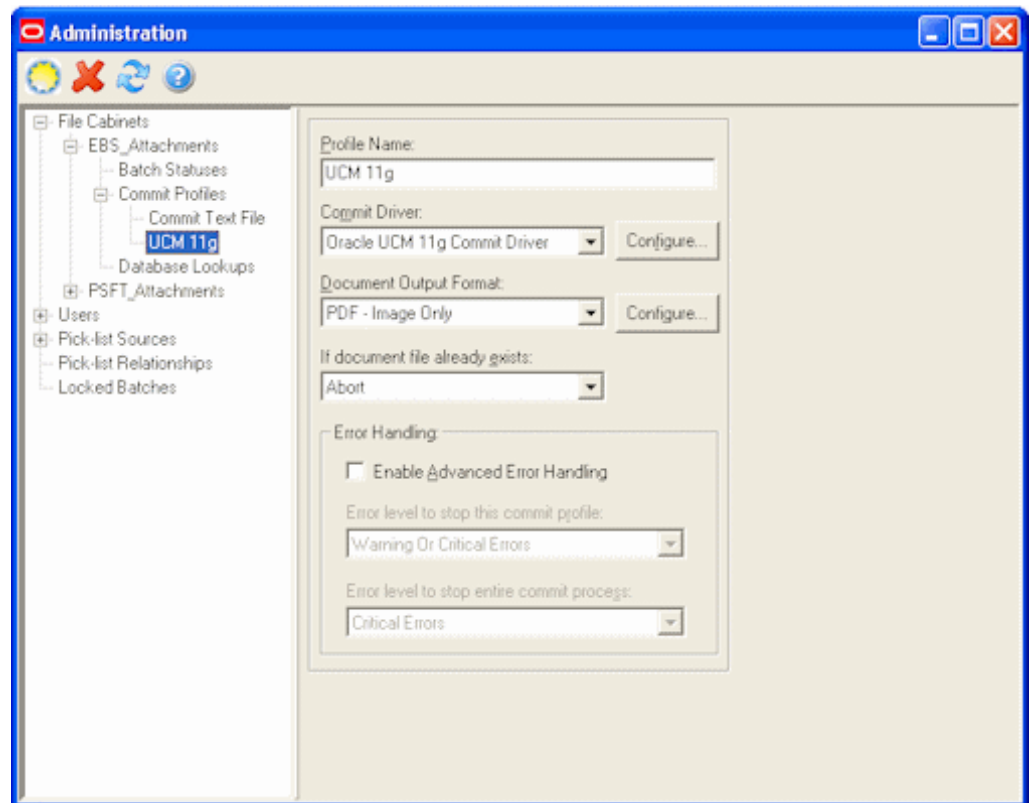 Administration
File Cabinets
EBS_Attachments
Batch Statuses
Commit Profiles
Commit Text File
UCM 11g
Database Lookups
PSFT_Attachments
Users
Pick-list Sources
Pick-list Relationships
Locked Batches
Profile Name:
UCM 11g
Commit Driver:
Oracle UCM 11g Commit Driver
Configure...
Document Output Format:
PDF - Image Only
Configure...
If document file already exists:
Abort
Error Handling:
Enable Advanced Error Handling
Error level to stop this commit profile:
Warning Or Critical Errors
Error level to stop entire commit process:
Critical Errors